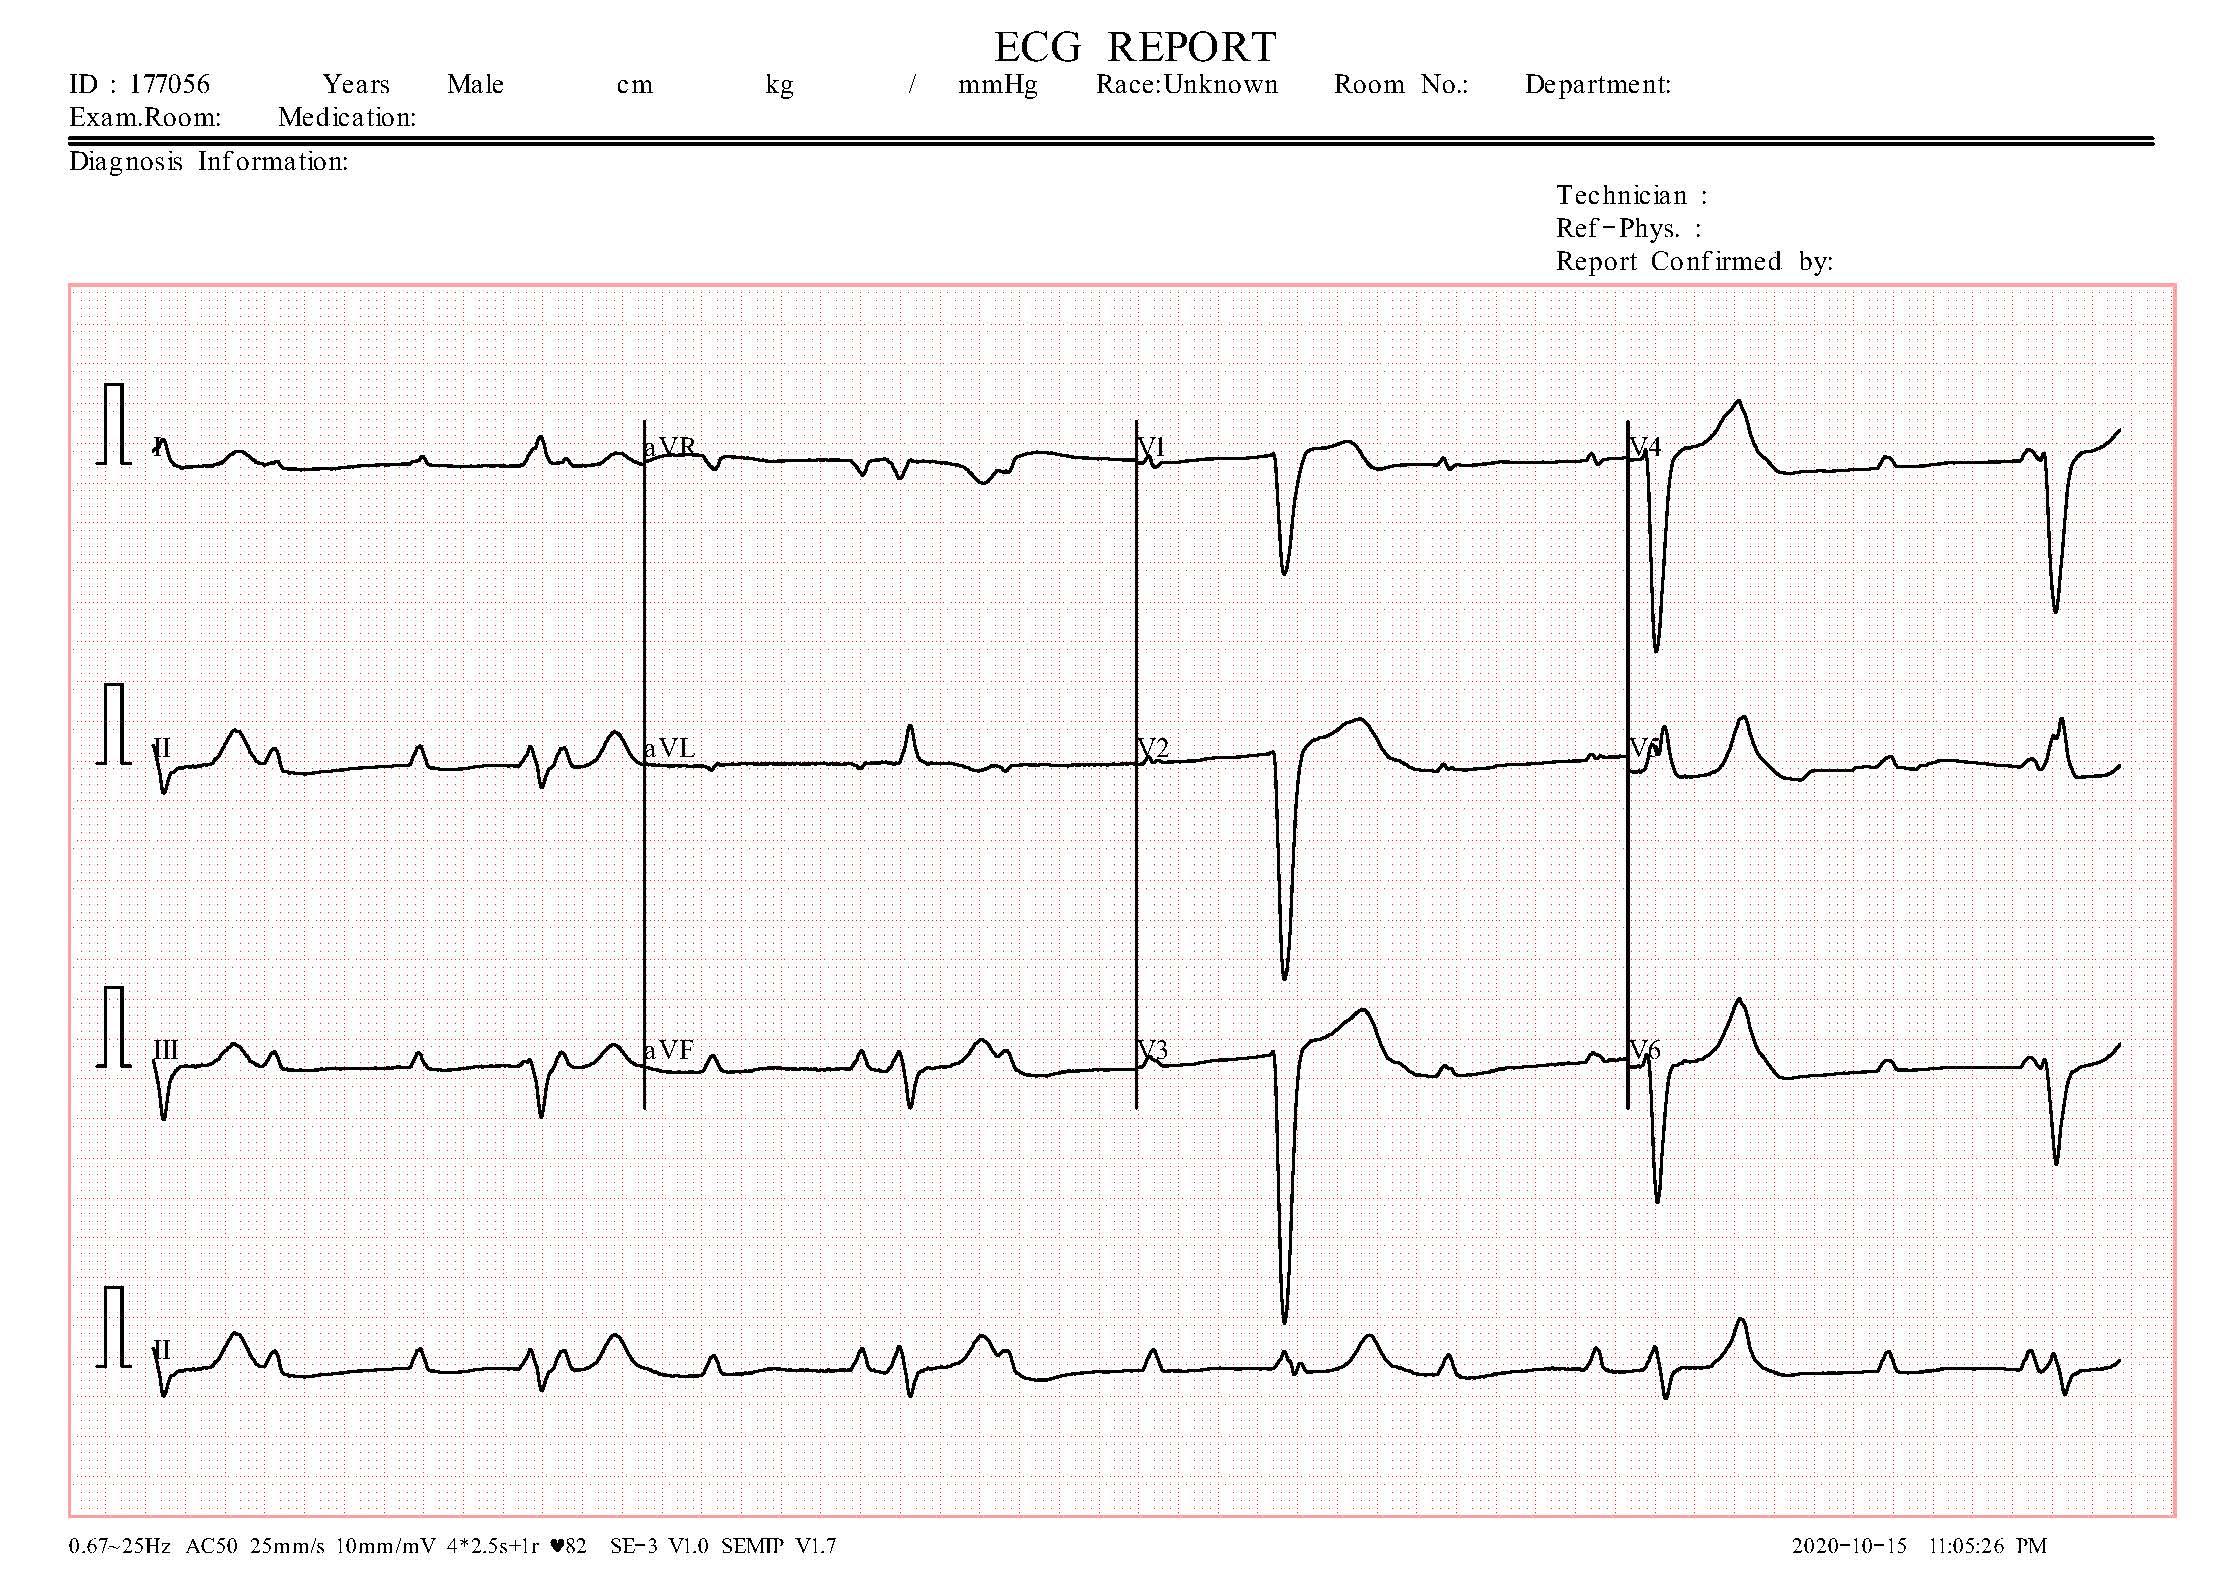 ECG REPORT
ID : 177056 Years Male cm kg / mmHg Race:Unknown Room No.: Department:
Exam.Room: Medication:
Diagnosis Information:
Technician :
Ref-Phys. :
Report Confirmed by:
I aVR V1 V4
II aVL V2 V5
III aVF V3 V6
II
0.67~25Hz AC50 25mm/s 10mm/mV 4*2.5s+1r ♥82 SE-3 V1.0 SEMIP V1.7 2020-10-15 11:05:26 PM